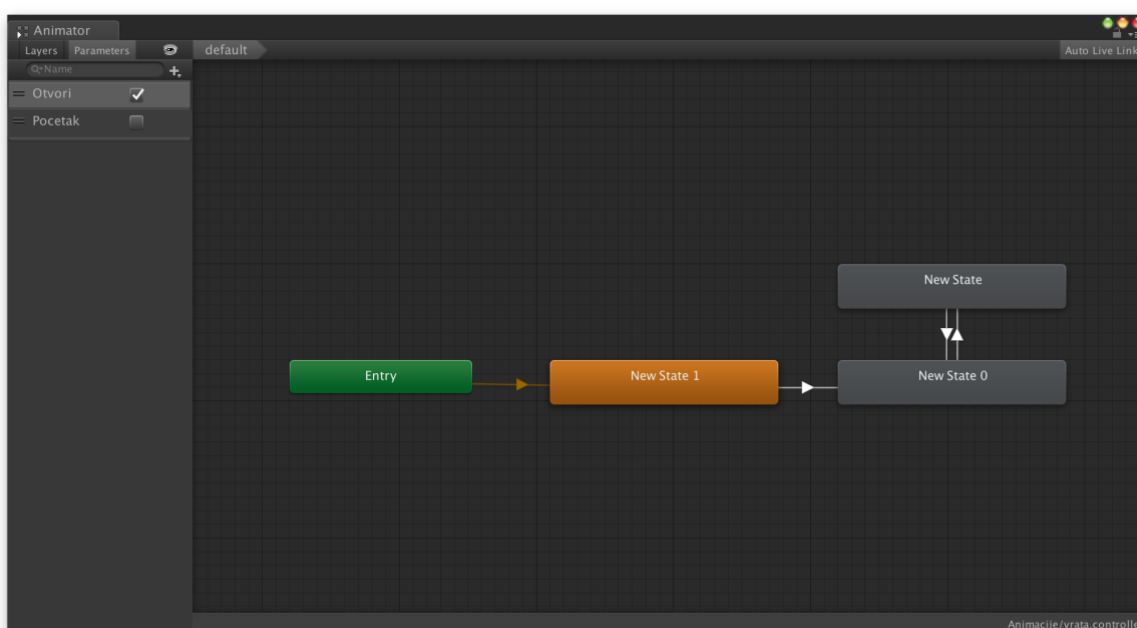 Animator
Layers Parameters default Auto Live Link
Name
Otvori
Pocetak
New State
Entry New State 1 New State 0
Animacije/vrata.controlle